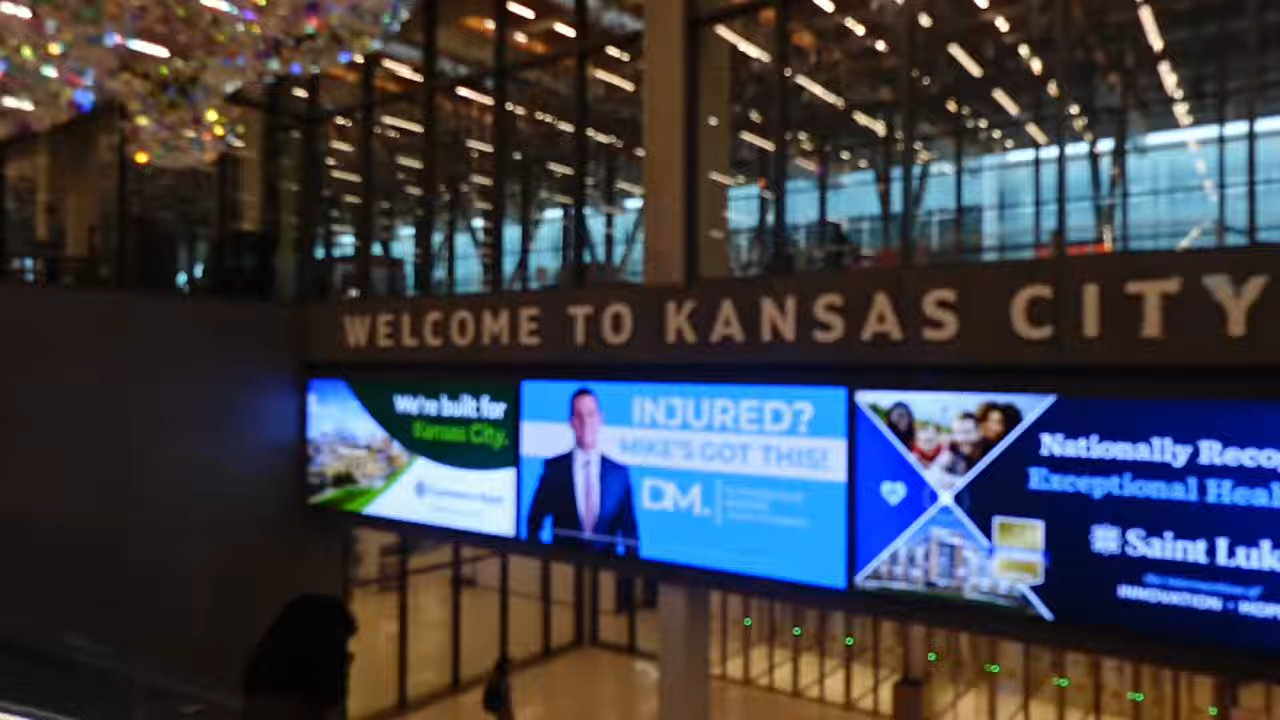 WELCOME TO KANSAS CITY
We're built for
Kansas City.
INJURED?
MIKE'S GOT THIS!
DM.
Nationally Reco
Exceptional Heal
Saint Luk
INNOVATION